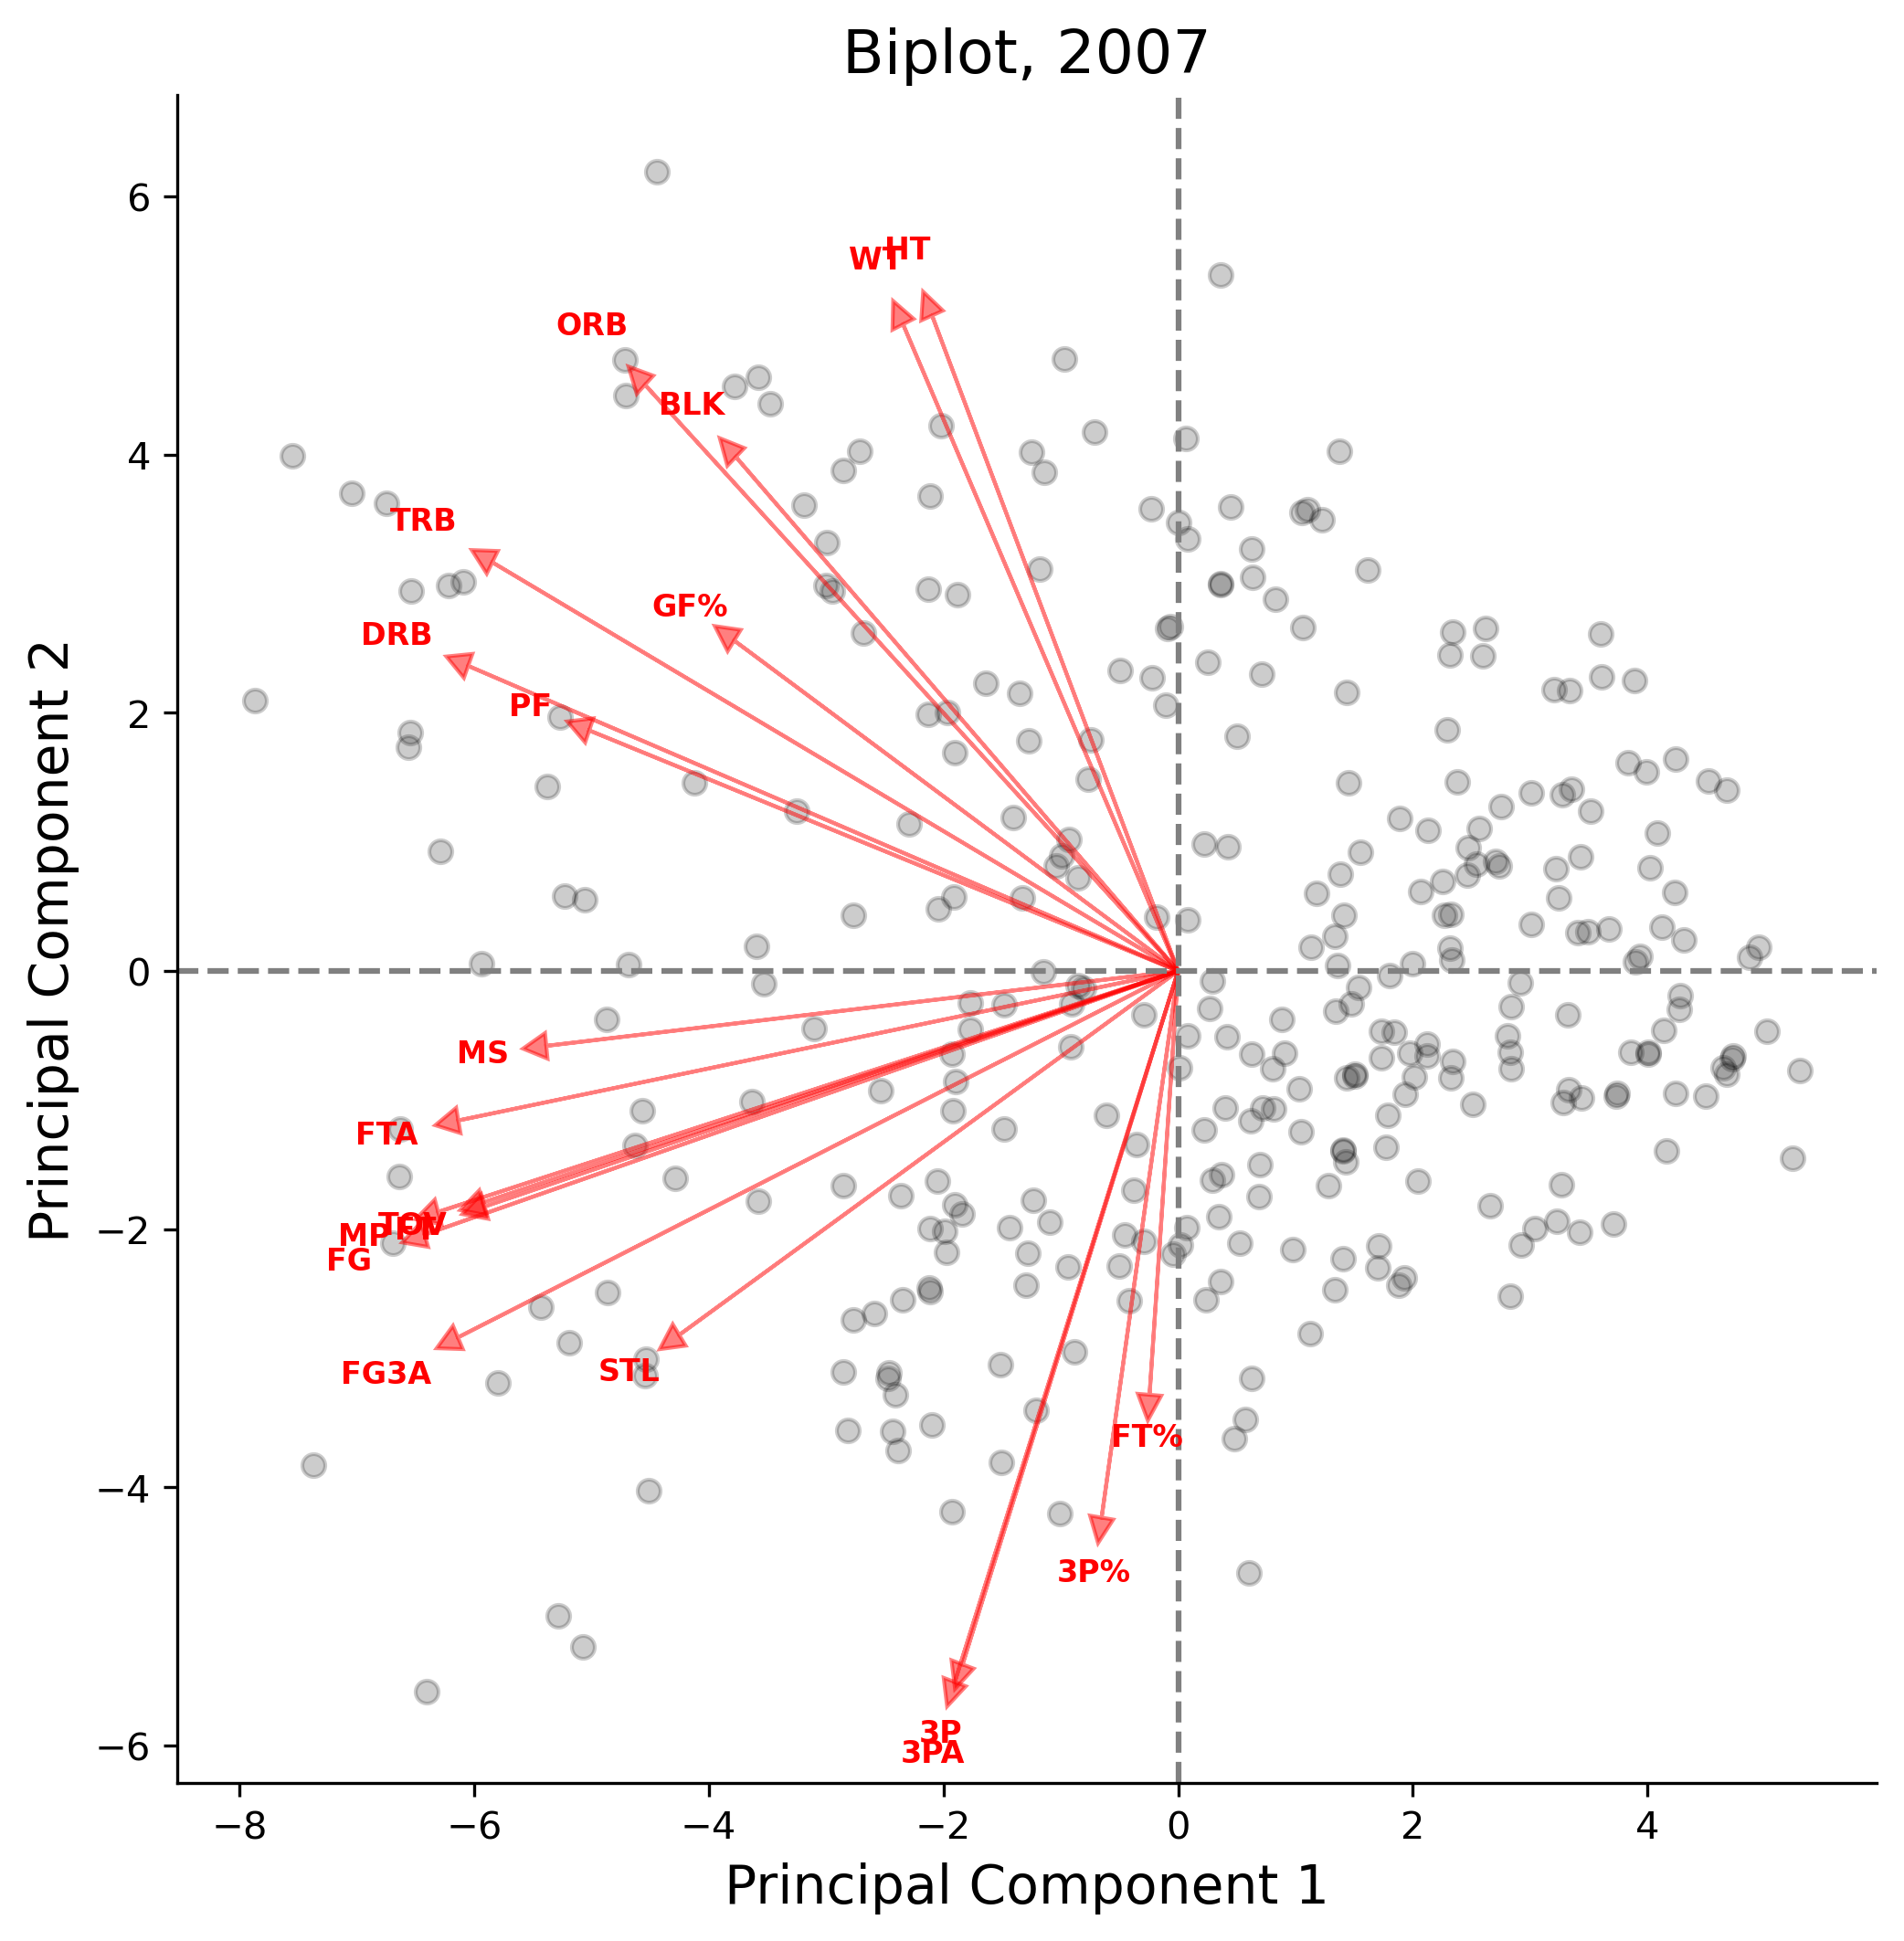 Biplot, 2007
Principal Component 2
6
4
2
0
−2
−4
−6
HT
WT
ORB
BLK
TRB
GF%
DRB
PF
MS
FTA
TOV
MP
FT
FG
FG3A
STL
FT%
3P%
3P
3PA
−8
−6
−4
−2
0
2
4
Principal Component 1